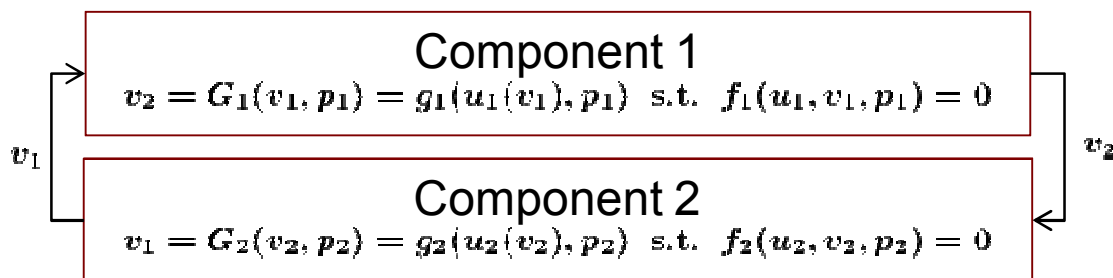 Component 1
v₂ = G₁(v₁, p₁) = g₁(u₁(v₁), p₁) s.t. f₁(u₁, v₁, p₁) = 0
v₁
v₂
Component 2
v₁ = G₂(v₂, p₂) = g₂(u₂(v₂), p₂) s.t. f₂(u₂, v₂, p₂) = 0